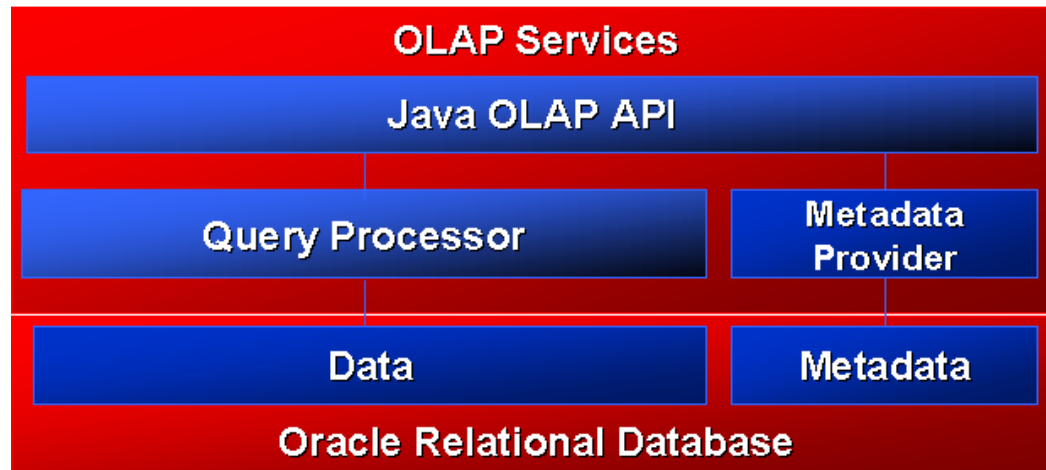 OLAP Services
Java OLAP API
Query Processor
Metadata
Provider
Data
Metadata
Oracle Relational Database